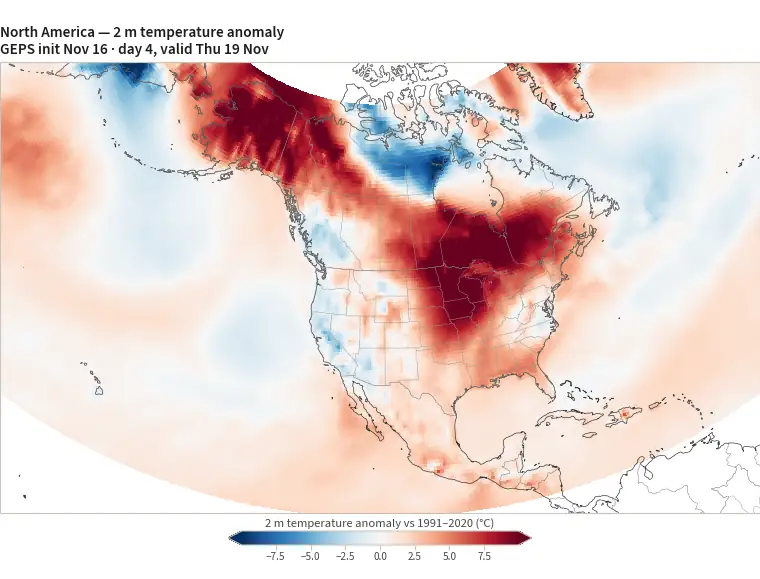 North America — 2 m temperature anomaly
GEPS init Nov 16 · day 4, valid Thu 19 Nov
2 m temperature anomaly vs 1991–2020 (°C)
−7.5 −5.0 −2.5 0.0 2.5 5.0 7.5